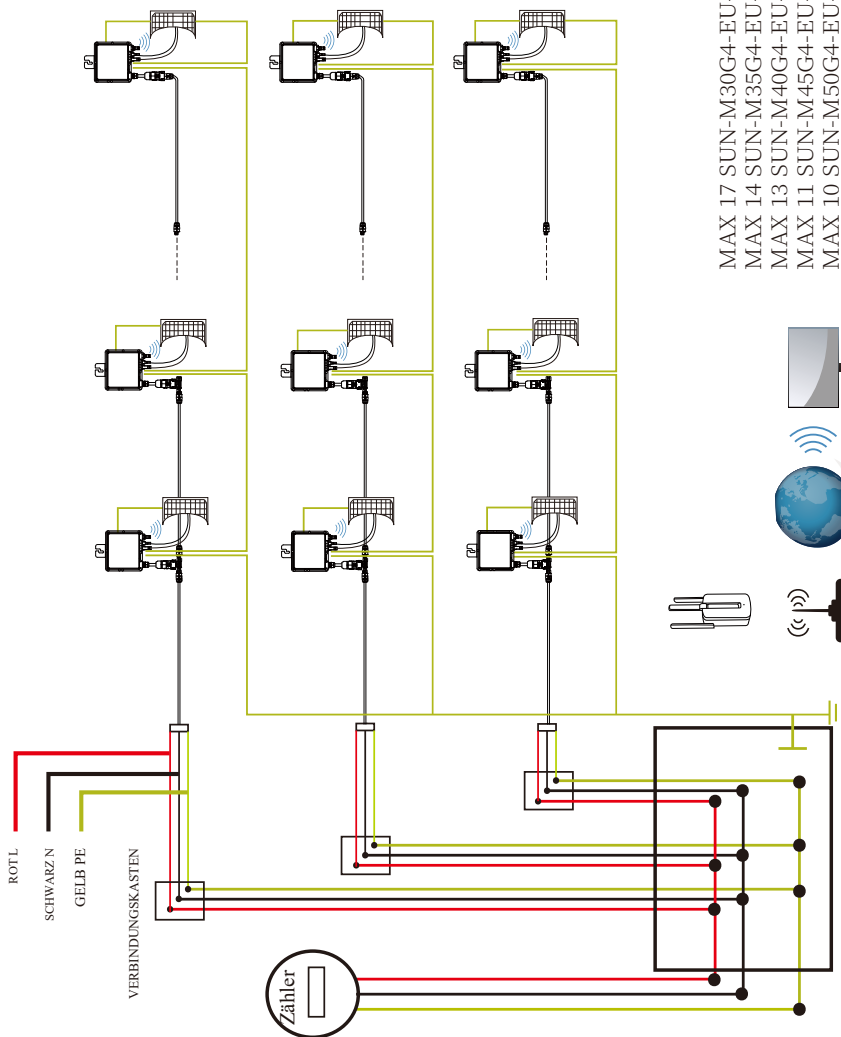 MAX 17 SUN-M30G4-EU-
MAX 14 SUN-M35G4-EU-
MAX 13 SUN-M40G4-EU-
MAX 11 SUN-M45G4-EU-
MAX 10 SUN-M50G4-EU-
ROT L
SCHWARZ N
GELB PE
VERBINDUNGSKASTEN
Zähler